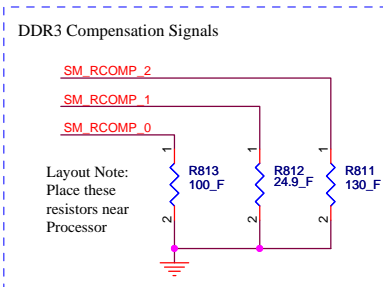 DDR3 Compensation Signals
SM_RCOMP_2
SM_RCOMP_1
SM_RCOMP_0
1
1
1
Layout Note:
Place these
resistors near
Processor
R813
100_F
R812
24.9_F
R811
130_F
2
2
2